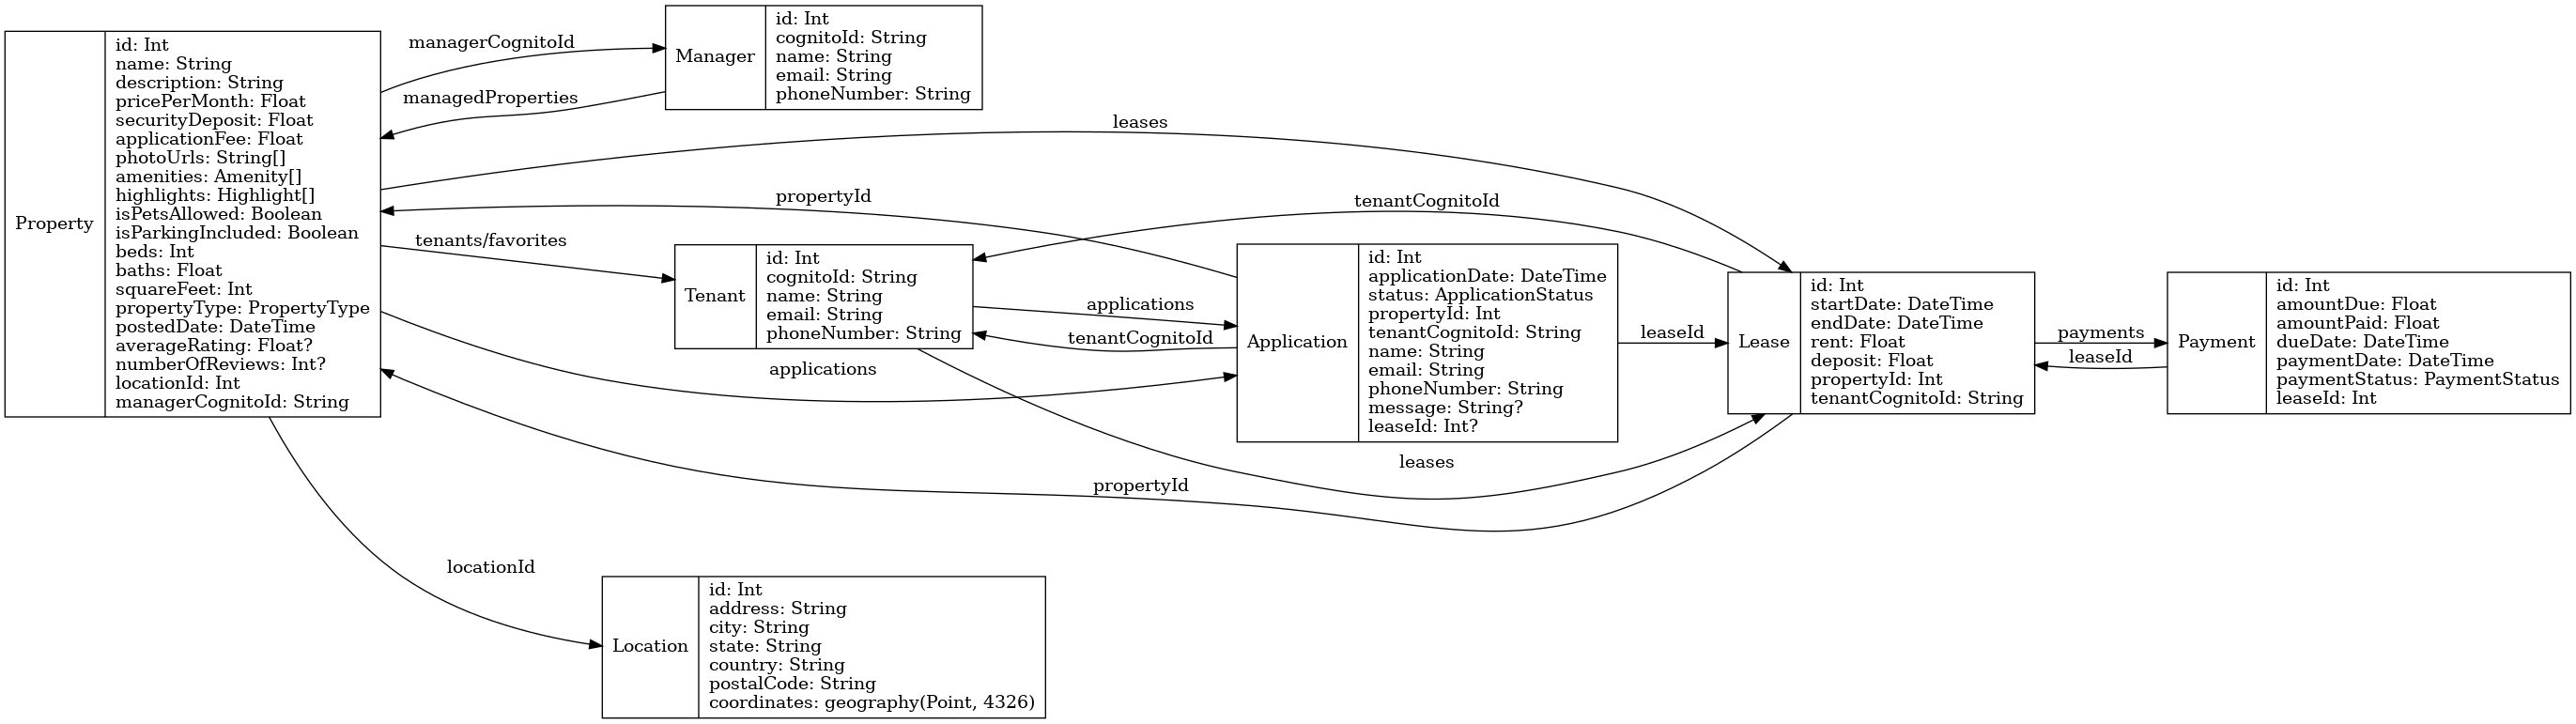 Property
id: Int
name: String
description: String
pricePerMonth: Float
securityDeposit: Float
applicationFee: Float
photoUrls: String[]
amenities: Amenity[]
highlights: Highlight[]
isPetsAllowed: Boolean
isParkingIncluded: Boolean
beds: Int
baths: Float
squareFeet: Int
propertyType: PropertyType
postedDate: DateTime
averageRating: Float?
numberOfReviews: Int?
locationId: Int
managerCognitoId: String
managerCognitoId
managedProperties
Manager
id: Int
cognitoId: String
name: String
email: String
phoneNumber: String
leases
propertyId
tenantCognitoId
tenants/favorites
Tenant
id: Int
cognitoId: String
name: String
email: String
phoneNumber: String
applications
tenantCognitoId
applications
Application
id: Int
applicationDate: DateTime
status: ApplicationStatus
propertyId: Int
tenantCognitoId: String
name: String
email: String
phoneNumber: String
message: String?
leaseId: Int?
leaseId
Lease
id: Int
startDate: DateTime
endDate: DateTime
rent: Float
deposit: Float
propertyId: Int
tenantCognitoId: String
payments
leaseId
Payment
id: Int
amountDue: Float
amountPaid: Float
dueDate: DateTime
paymentDate: DateTime
paymentStatus: PaymentStatus
leaseId: Int
leases
propertyId
locationId
Location
id: Int
address: String
city: String
state: String
country: String
postalCode: String
coordinates: geography(Point, 4326)